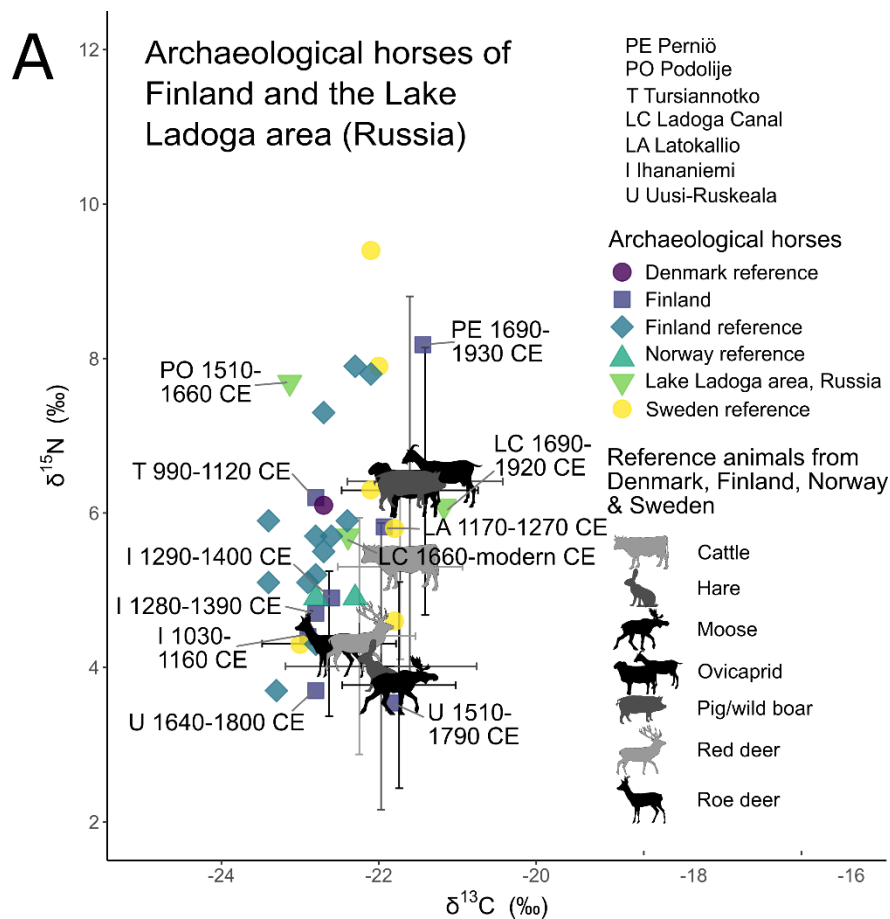 A
Archaeological horses of
Finland and the Lake
Ladoga area (Russia)
PE Perniö
PO Podolije
T Tursiannotko
LC Ladoga Canal
LA Latokallio
I Ihananiemi
U Uusi-Ruskeala
Archaeological horses
Denmark reference
Finland
Finland reference
Norway reference
Lake Ladoga area, Russia
Sweden reference
Reference animals from
Denmark, Finland, Norway
& Sweden
Cattle
Hare
Moose
Ovicaprid
Pig/wild boar
Red deer
Roe deer
PE 1690-
1930 CE
PO 1510-
1660 CE
LC 1690-
1920 CE
T 990-1120 CE
LA 1170-1270 CE
I 1290-1400 CE
LC 1660-modern CE
I 1280-1390 CE
I 1030-
1160 CE
U 1640-1800 CE
U 1510-
1790 CE
12
10
8
6
4
2
δ15N (‰)
-24
-22
-20
-18
-16
δ13C (‰)